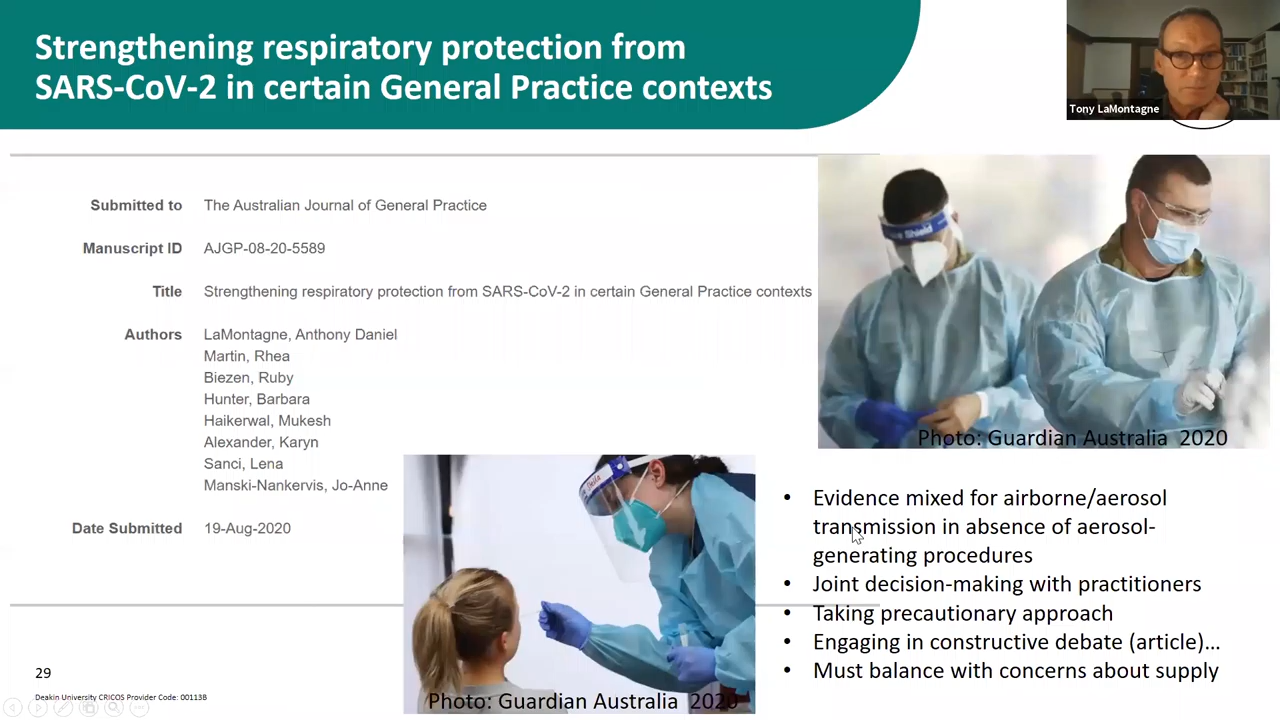 Strengthening respiratory protection from
SARS-CoV-2 in certain General Practice contexts
Tony LaMontagne
Submitted to The Australian Journal of General Practice
Manuscript ID AJGP-08-20-5589
Title Strengthening respiratory protection from SARS-CoV-2 in certain General Practice contexts
Authors LaMontagne, Anthony Daniel
Martin, Rhea
Biezen, Ruby
Hunter, Barbara
Haikerwal, Mukesh
Alexander, Karyn
Sanci, Lena
Manski-Nankervis, Jo-Anne
Date Submitted 19-Aug-2020
Shield
Photo: Guardian Australia 2020
Photo: Guardian Australia 2020
• Evidence mixed for airborne/aerosol
transmission in absence of aerosol-
generating procedures
• Joint decision-making with practitioners
• Taking precautionary approach
• Engaging in constructive debate (article)…
• Must balance with concerns about supply
29
Deakin University CRICOS Provider Code: 00113B